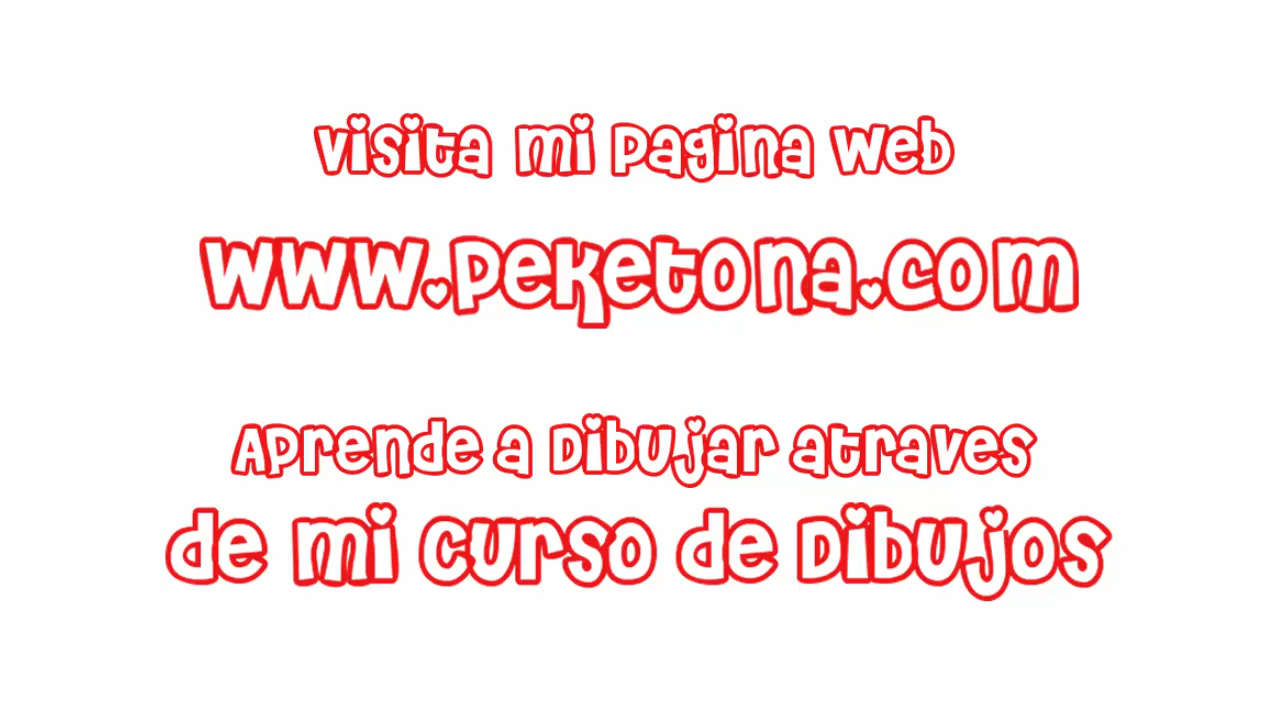 Visita mi Pagina Web
www.peketona.com
Aprende a Dibujar atraves
de mi Curso de Dibujos